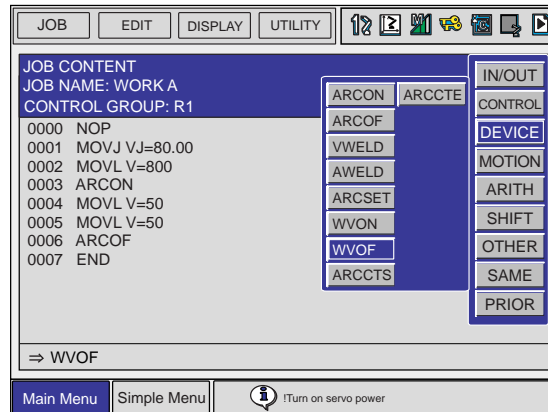 JOB EDIT DISPLAY UTILITY
JOB CONTENT
JOB NAME: WORK A
CONTROL GROUP: R1
0000 NOP
0001 MOVJ VJ=80.00
0002 MOVL V=800
0003 ARCON
0004 MOVL V=50
0005 MOVL V=50
0006 ARCOF
0007 END
ARCON ARCCTE
ARCOF
VWELD
AWELD
ARCSET
WVON
WVOF
ARCCTS
IN/OUT
CONTROL
DEVICE
MOTION
ARITH
SHIFT
OTHER
SAME
PRIOR
⇒ WVOF
Main Menu Simple Menu !Turn on servo power